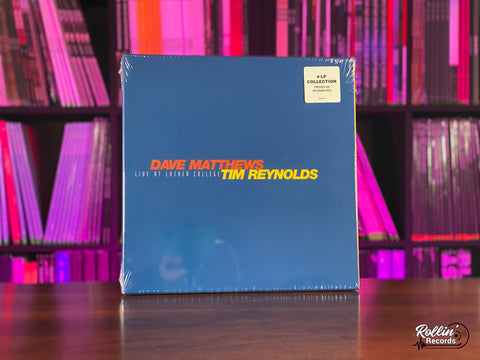 4-LP
COLLECTION
DAVE MATTHEWS
LIVE AT LUTHER COLLEGE TIM REYNOLDS
Rollin'
Records